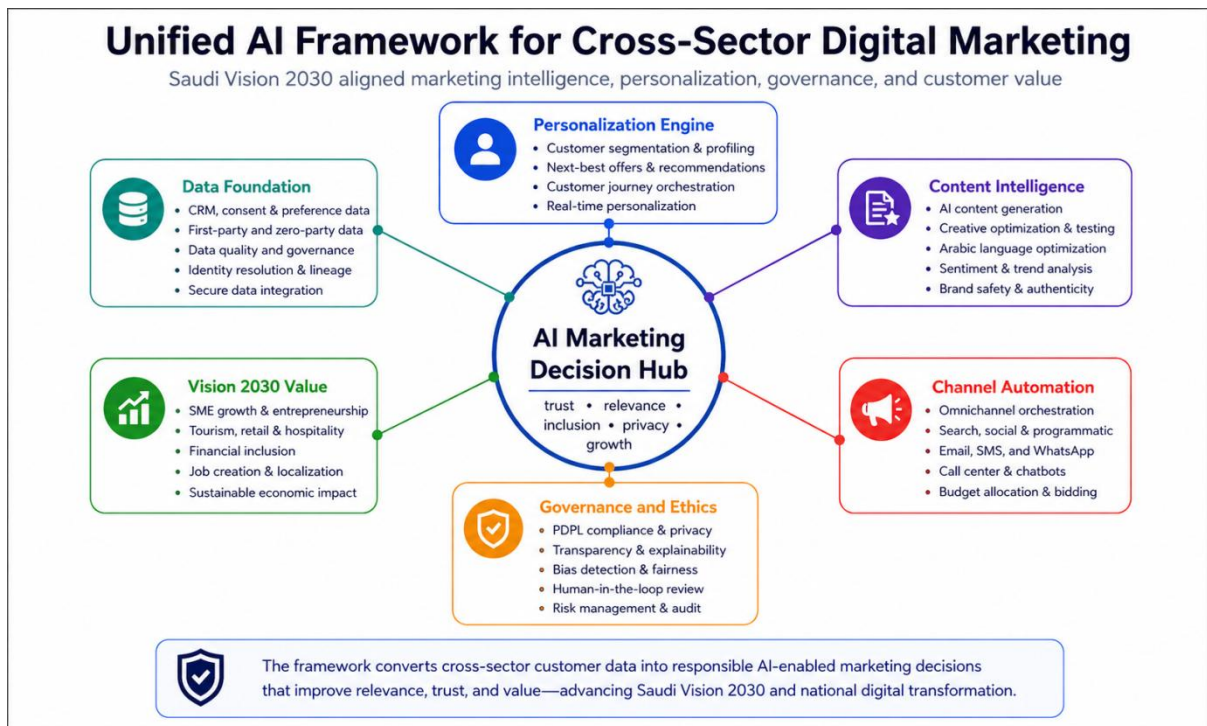 Unified AI Framework for Cross-Sector Digital Marketing
Saudi Vision 2030 aligned marketing intelligence, personalization, governance, and customer value
Personalization Engine
• Customer segmentation & profiling
• Next-best offers & recommendations
• Customer journey orchestration
• Real-time personalization
Data Foundation
• CRM, consent & preference data
• First-party and zero-party data
• Data quality and governance
• Identity resolution & lineage
• Secure data integration
Content Intelligence
• AI content generation
• Creative optimization & testing
• Arabic language optimization
• Sentiment & trend analysis
• Brand safety & authenticity
AI Marketing
Decision Hub
trust • relevance •
inclusion • privacy •
growth
Vision 2030 Value
• SME growth & entrepreneurship
• Tourism, retail & hospitality
• Financial inclusion
• Job creation & localization
• Sustainable economic impact
Channel Automation
• Omnichannel orchestration
• Search, social & programmatic
• Email, SMS, and WhatsApp
• Call center & chatbots
• Budget allocation & bidding
Governance and Ethics
• PDPL compliance & privacy
• Transparency & explainability
• Bias detection & fairness
• Human-in-the-loop review
• Risk management & audit
The framework converts cross-sector customer data into responsible AI-enabled marketing decisions
that improve relevance, trust, and value—advancing Saudi Vision 2030 and national digital transformation.